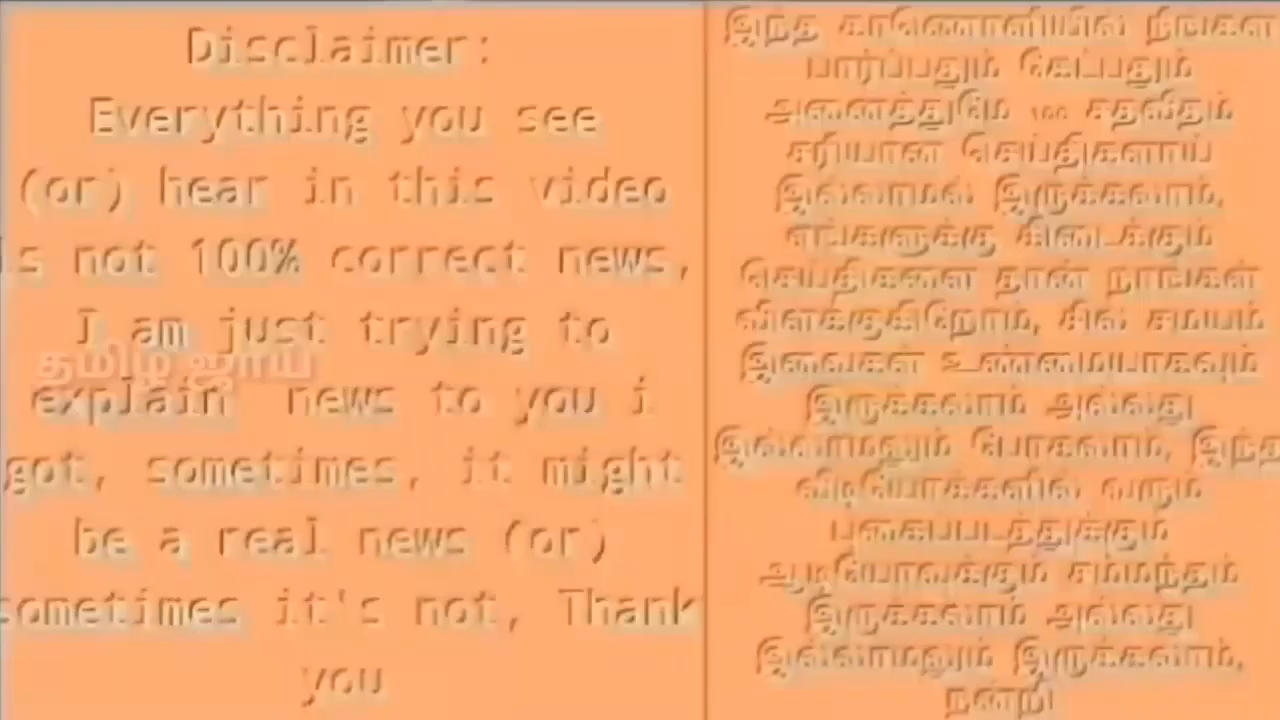 Disclaimer:
Everything you see
(or) hear in this video
is not 100% correct news,
I am just trying to
explain news to you i
got, sometimes, it might
be a real news (or)
sometimes it's not, Thank
you
தமிழ் ஜாய்
இந்த காணொளியில் நீங்கள்
பார்ப்பதும் கேட்பதும்
அனைத்துமே 100 சதவீதம்
சரியான செய்திகளாய்
இல்லாமல் இருக்கலாம்,
எங்களுக்கு கிடைக்கும்
செய்திகளை தான் நாங்கள்
விளக்குகிறோம், சில சமயம்
இவைகள் உண்மையாகவும்
இருக்கலாம் அல்லது
இல்லாமலும் போகலாம், இந்த
வீடியோக்களில் வரும்
புகைப்படத்துக்கும்
ஆடியோவுக்கும் சம்மந்தம்
இருக்கலாம் அல்லது
இல்லாமலும் இருக்கலாம்,
நன்றி